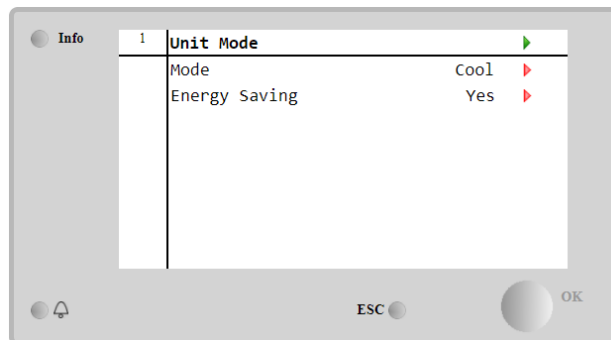 Info
1 Unit Mode
Mode Cool
Energy Saving Yes
ESC
OK